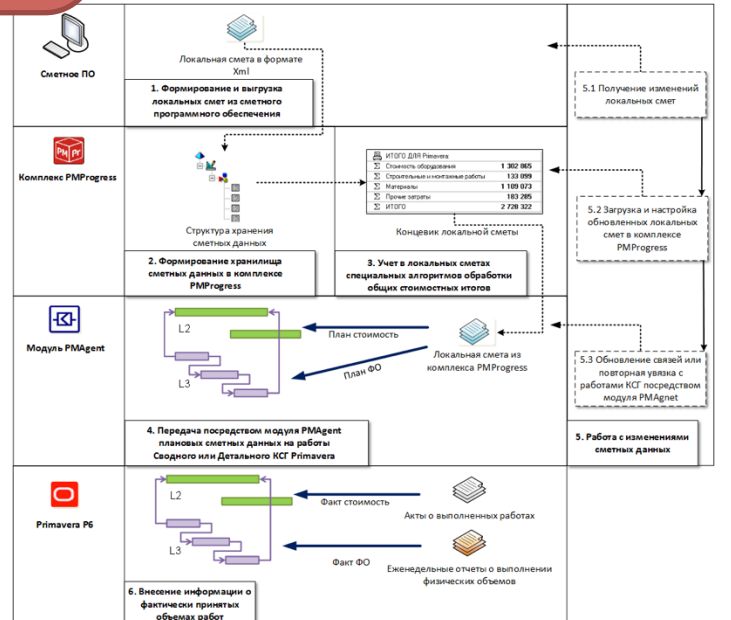 Сметное ПО
Локальная смета в формате
Xml
1. Формирование и выгрузка
локальных смет из сметного
программного обеспечения
5.1 Получение изменений
локальных смет
PM Pr
Комплекс PMProgress
Структура хранения
сметных данных
2. Формирование хранилища
сметных данных в комплексе
PMProgress
ИТОГО ДЛЯ Primavera:
Σ Стоимость оборудования 1 302 865
Σ Строительные и монтажные работы 133 099
Σ Материалы 1 109 073
Σ Прочие затраты 183 285
Σ ИТОГО 2 728 322
Концевик локальной сметы
3. Учет в локальных сметах
специальных алгоритмов обработки
общих стоимостных итогов
5.2 Загрузка и настройка
обновленных локальных
смет в комплексе
PMProgress
Модуль PMAgent
L2
L3
План стоимость
План ФО
Локальная смета из
комплекса PMProgress
4. Передача посредством модуля PMAgent
плановых сметных данных на работы
Сводного или Детального КСГ Primavera
5.3 Обновление связей или
повторная увязка с
работами КСГ посредством
модуля PMAgnet
5. Работа с изменениями
сметных данных
Primavera P6
L2
L3
Факт стоимость
Факт ФО
Акты о выполненных работах
Еженедельные отчеты о выполнении
физических объемов
6. Внесение информации о
фактически принятых
объемах работ